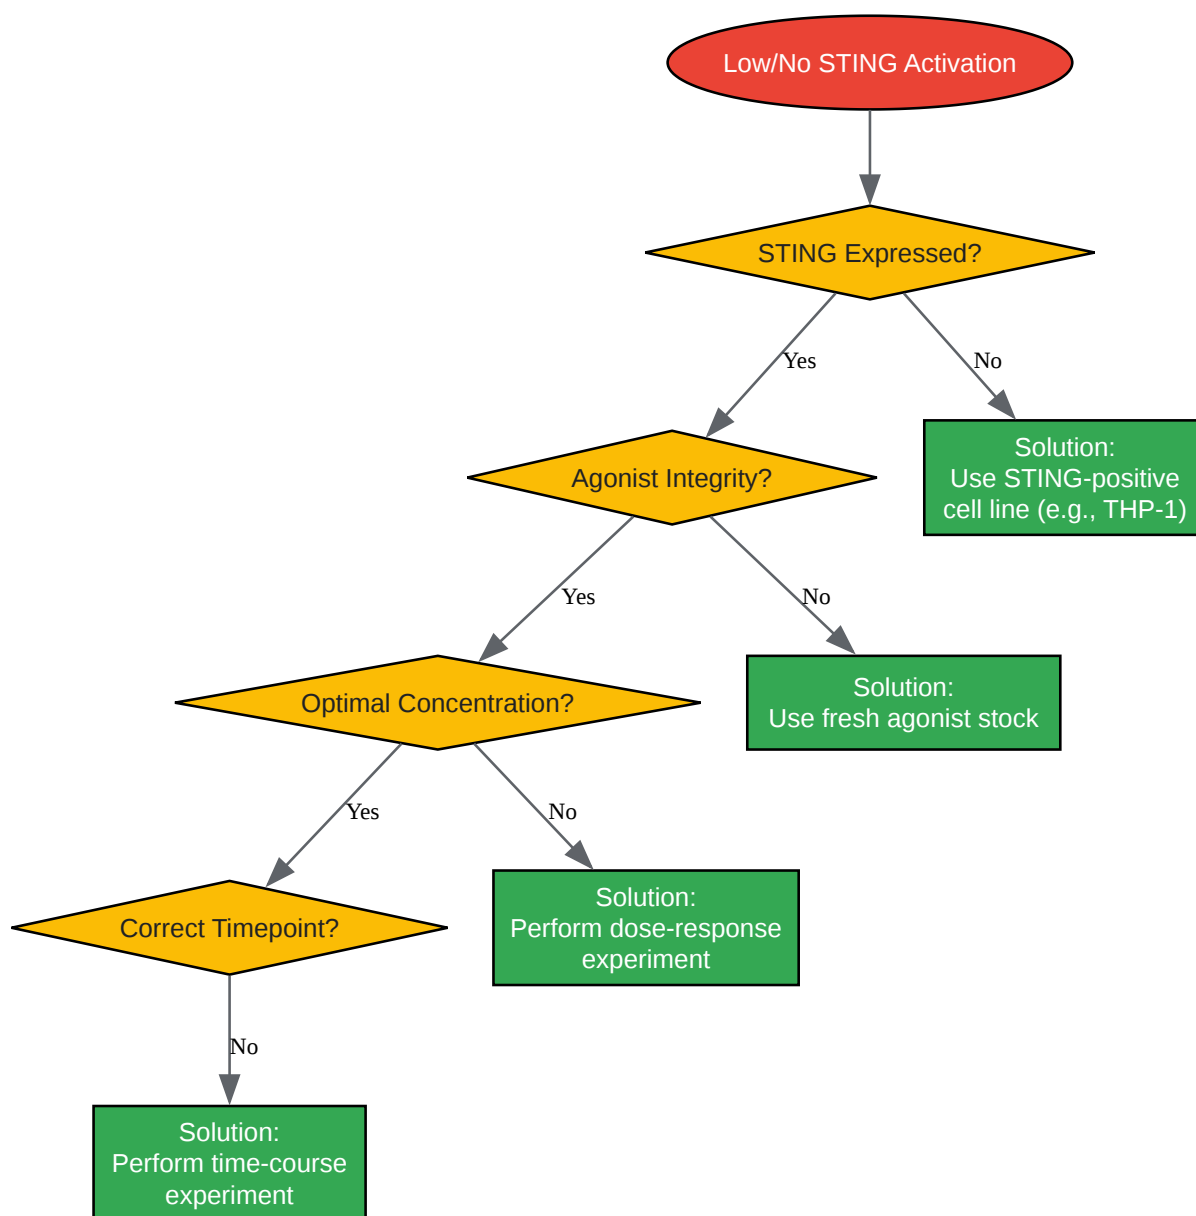 Low/No STING Activation
STING Expressed?
Yes
No
Agonist Integrity?
Solution:
Use STING-positive
cell line (e.g., THP-1)
Yes
No
Optimal Concentration?
Solution:
Use fresh agonist stock
Yes
No
Correct Timepoint?
Solution:
Perform dose-response
experiment
No
Solution:
Perform time-course
experiment